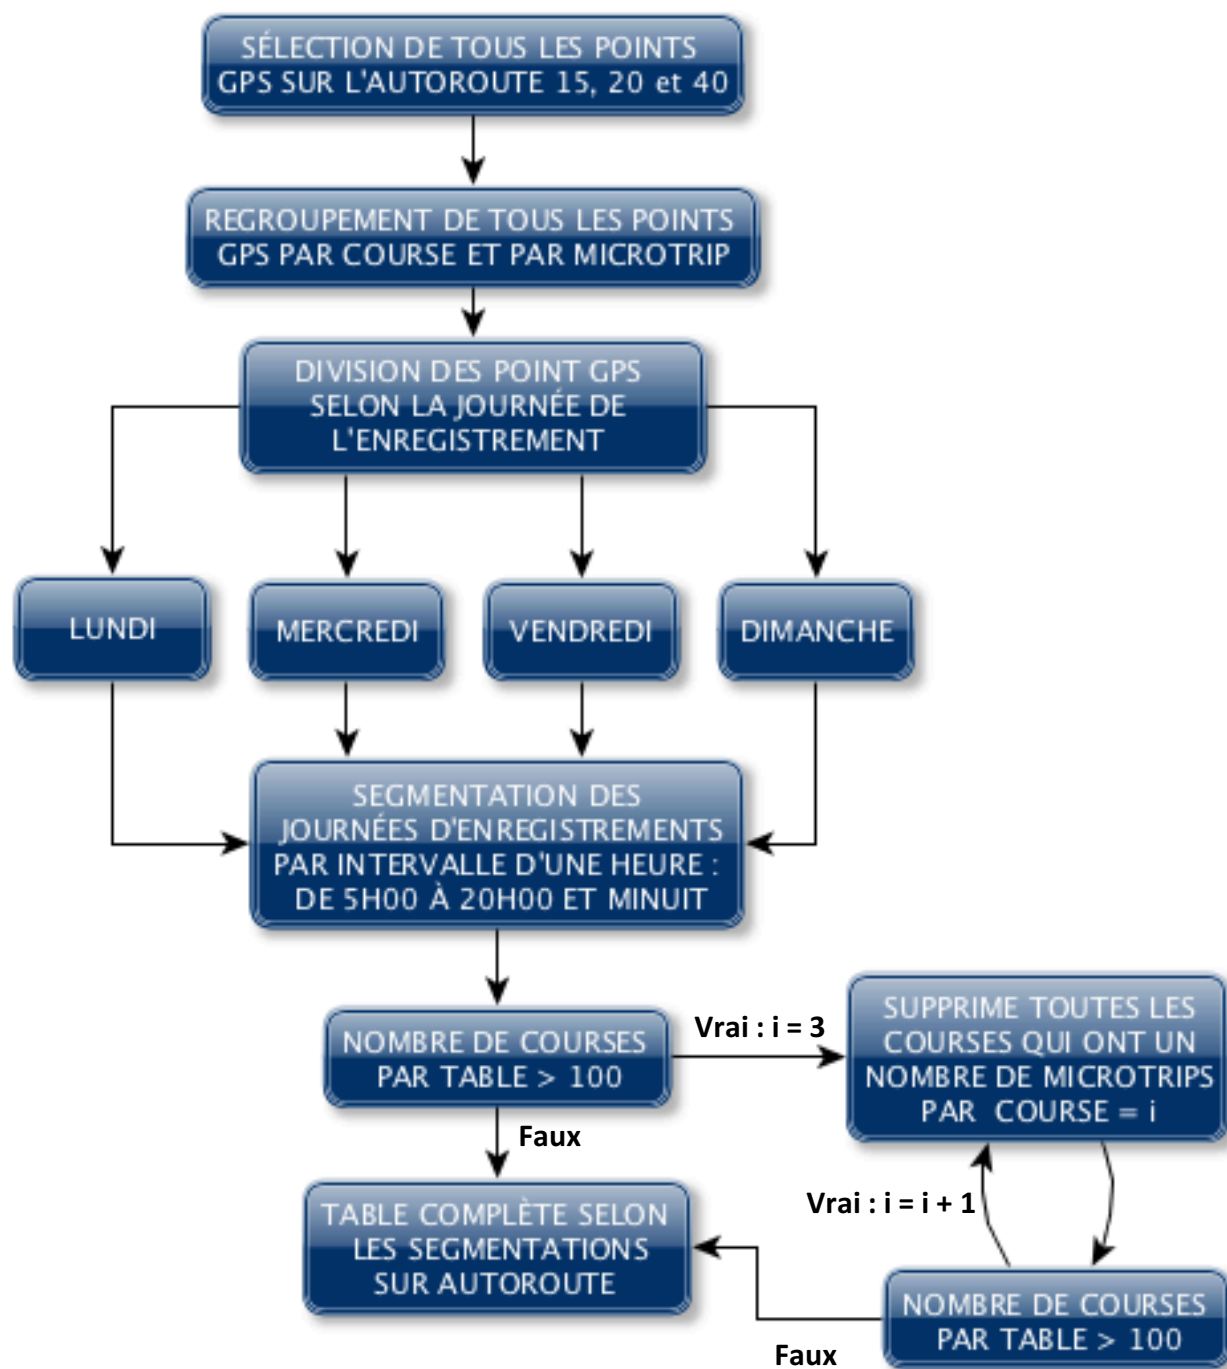 SÉLECTION DE TOUS LES POINTS
GPS SUR L'AUTOROUTE 15, 20 et 40
REGROUPEMENT DE TOUS LES POINTS
GPS PAR COURSE ET PAR MICROTRIP
DIVISION DES POINT GPS
SELON LA JOURNÉE DE
L'ENREGISTREMENT
LUNDI
MERCREDI
VENDREDI
DIMANCHE
SEGMENTATION DES
JOURNÉES D'ENREGISTREMENTS
PAR INTERVALLE D'UNE HEURE :
DE 5H00 À 20H00 ET MINUIT
NOMBRE DE COURSES
PAR TABLE > 100
Vrai : i = 3
SUPPRIME TOUTES LES
COURSES QUI ONT UN
NOMBRE DE MICROTRIPS
PAR COURSE = i
Faux
Vrai : i = i + 1
TABLE COMPLÈTE SELON
LES SEGMENTATIONS
SUR AUTOROUTE
NOMBRE DE COURSES
PAR TABLE > 100
Faux